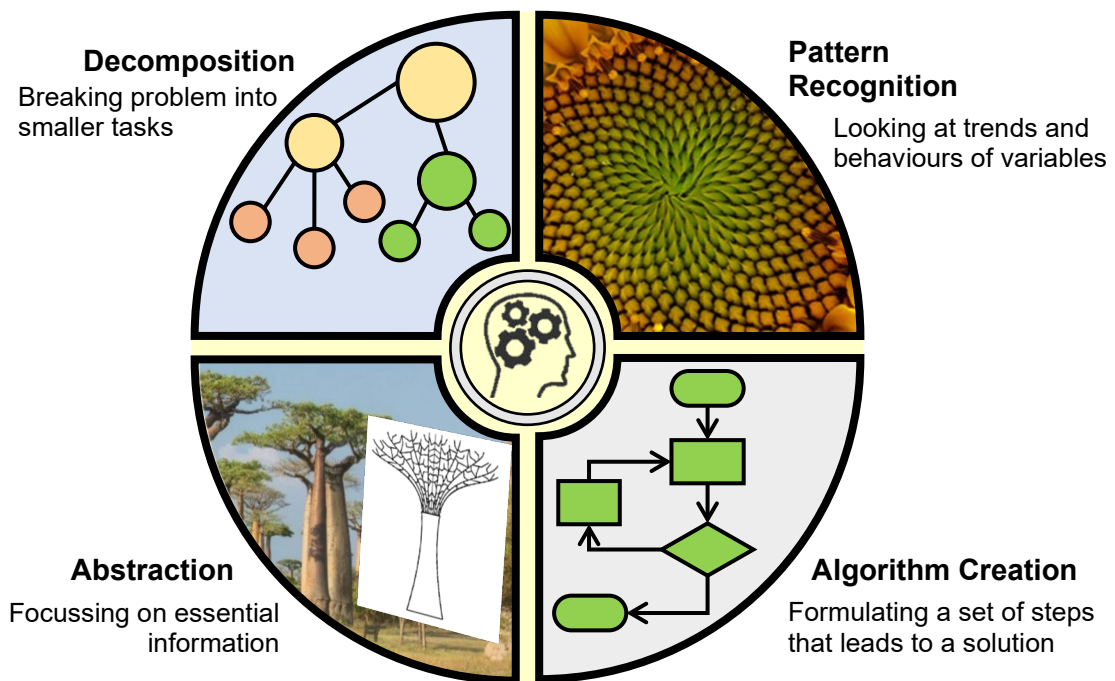 Decomposition
Breaking problem into
smaller tasks
Pattern
Recognition
Looking at trends and
behaviours of variables
Abstraction
Focussing on essential
information
Algorithm Creation
Formulating a set of steps
that leads to a solution